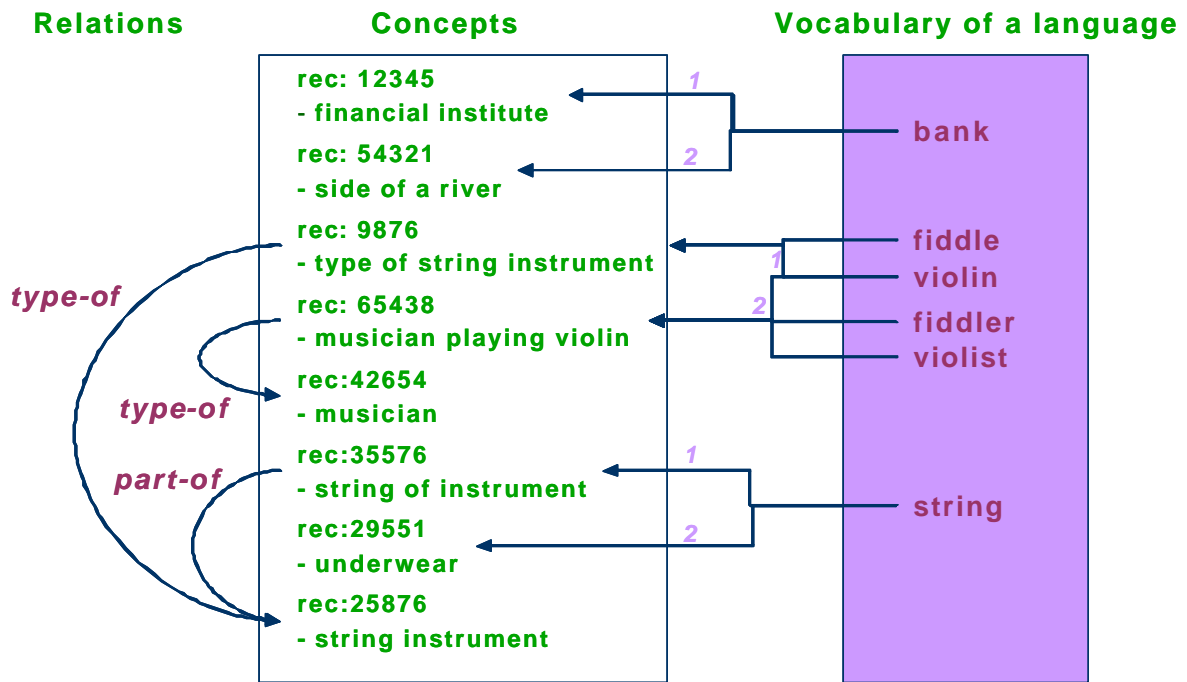 Relations Concepts Vocabulary of a language
rec: 12345
- financial institute
rec: 54321
- side of a river
rec: 9876
- type of string instrument
rec: 65438
- musician playing violin
rec:42654
- musician
rec:35576
- string of instrument
rec:29551
- underwear
rec:25876
- string instrument
type-of
type-of
part-of
1
2
1
2
1
2
bank
fiddle
violin
fiddler
violist
string